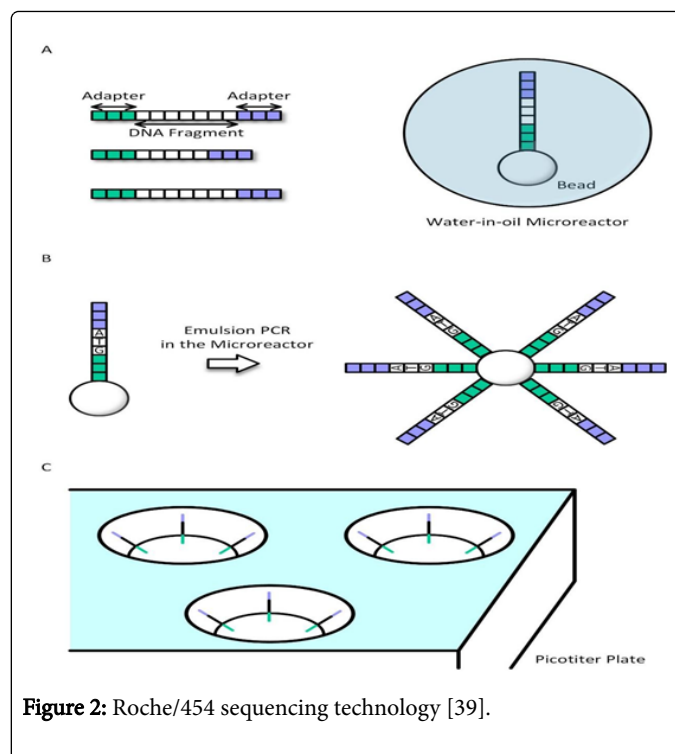 A
Adapter Adapter
DNA Fragment
Bead
Water-in-oil Microreactor
B
A
T
G
Emulsion PCR
in the Microreactor
A T G
G T A
A T G
G T A
A T G
G T A
C
Picotiter Plate
Figure 2: Roche/454 sequencing technology [39].